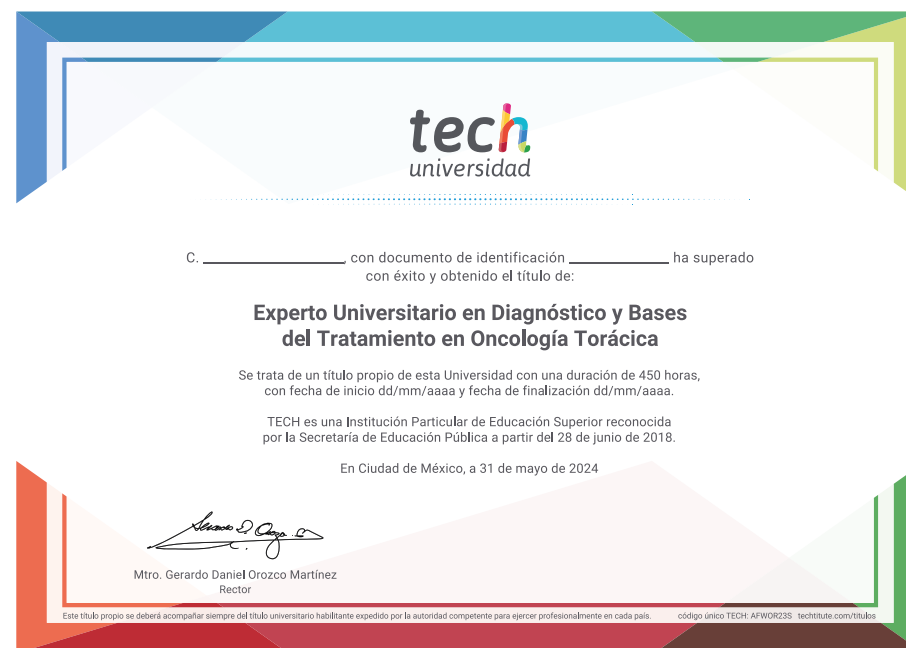 tech
universidad
C. ____________, con documento de identificación ____________ ha superado
con éxito y obtenido el título de:
Experto Universitario en Diagnóstico y Bases
del Tratamiento en Oncología Torácica
Se trata de un título propio de esta Universidad con una duración de 450 horas,
con fecha de inicio dd/mm/aaaa y fecha de finalización dd/mm/aaaa.
TECH es una Institución Particular de Educación Superior reconocida
por la Secretaría de Educación Pública a partir del 28 de junio de 2018.
En Ciudad de México, a 31 de mayo de 2024
Mtro. Gerardo Daniel Orozco Martínez
Rector
Este título propio se deberá acompañar siempre del título universitario habilitante expedido por la autoridad competente para ejercer profesionalmente en cada país. código único TECH: AFWOR23S techtitute.com/titulos